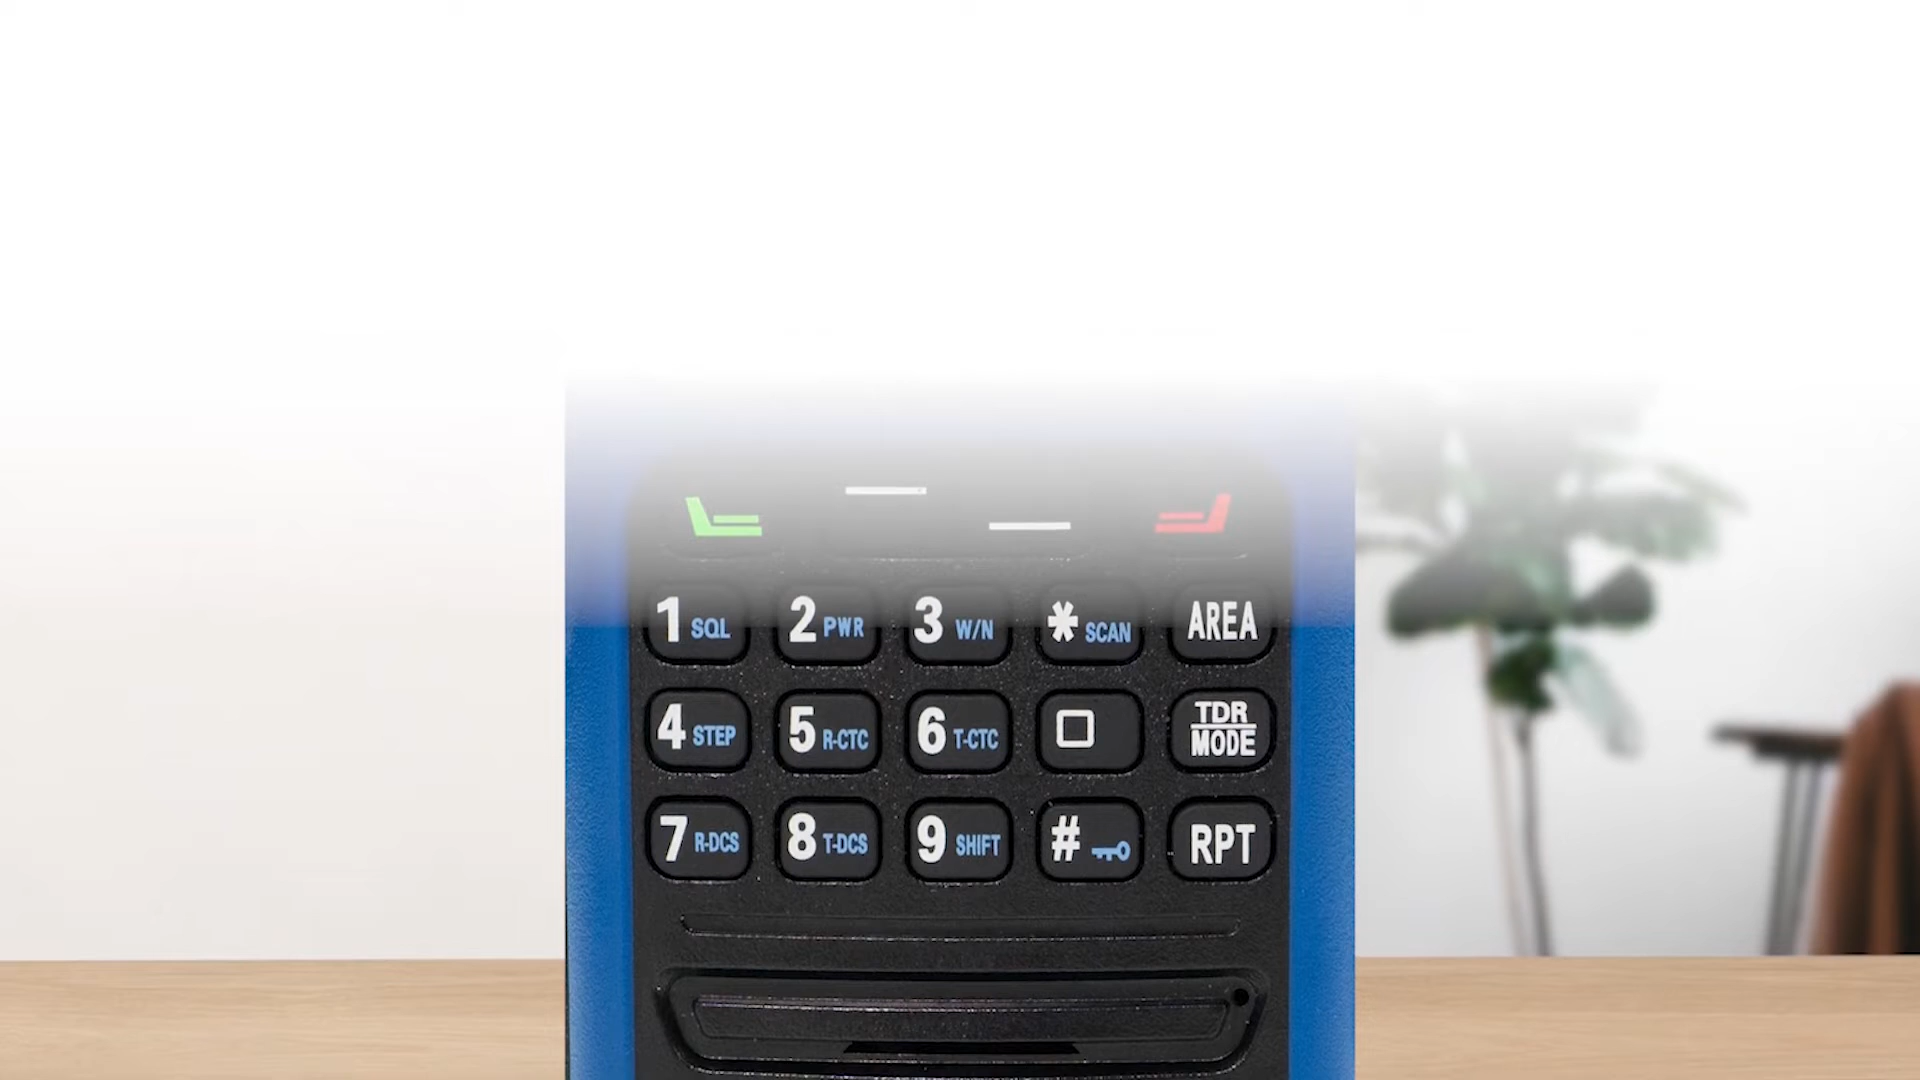 1 SQL 2 PWR 3 W/N * SCAN AREA
4 STEP 5 R-CTC 6 T-CTC TDR
MODE
7 R-DCS 8 T-DCS 9 SHIFT # RPT